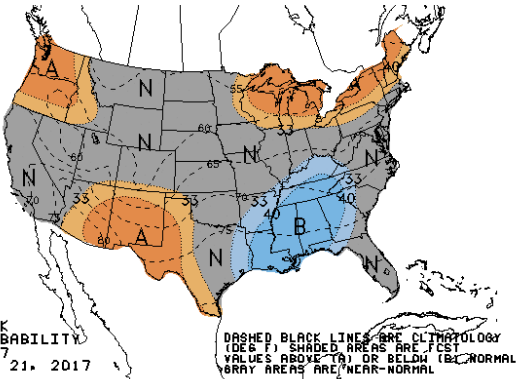 A
N
40
55
A
33
N
60
N
60
65
N
N
33
N
33
33
70
33
40
40
70
75
75
B
80
A
N
N
K
BABILITY
7
21, 2017
DASHED BLACK LINES ARE CLIMATOLOGY
(DEG F) SHADED AREAS ARE FCST
VALUES ABOVE (A) OR BELOW (B) NORMAL
GRAY AREAS ARE NEAR-NORMAL